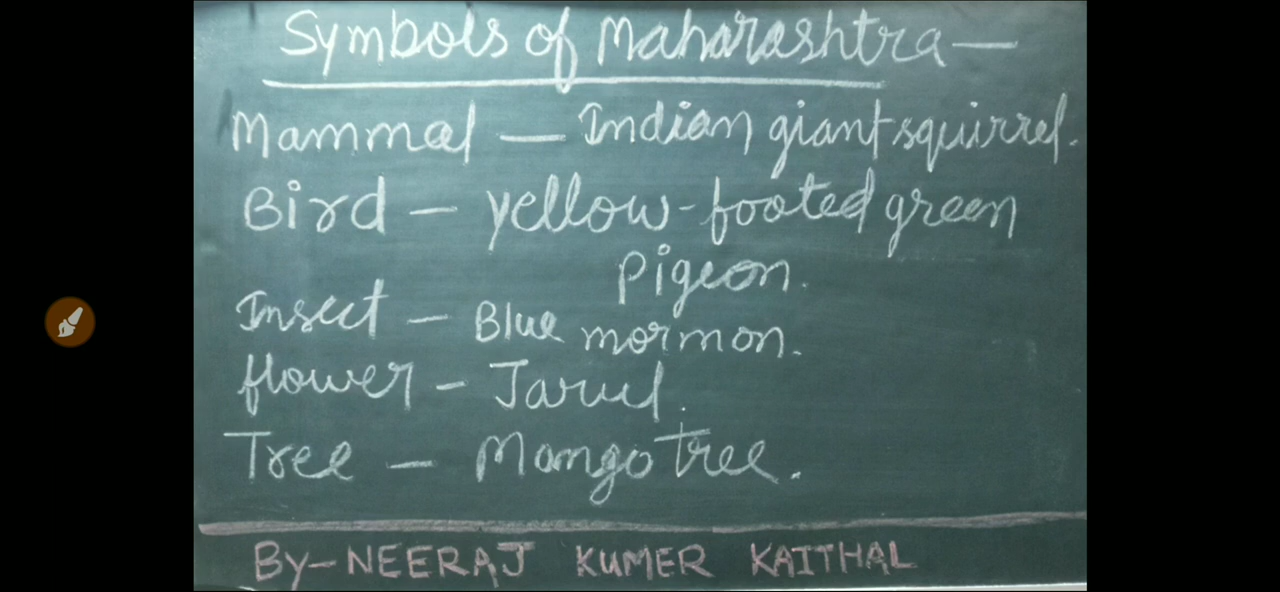 Symbols of Maharashtra—
Mammal — Indian giant squirrel.
Bird — yellow-footed green
Pigeon.
Insect — Blue mormon.
flower — Jarul.
Tree — Mango tree.
By-NEERAJ KUMER KAITHAL